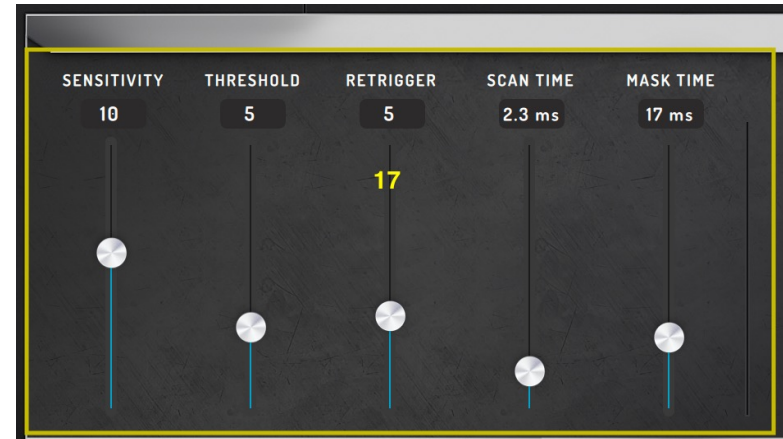 SENSITIVITY THRESHOLD RETRIGGER SCAN TIME MASK TIME
10 5 5 2.3 ms 17 ms
17